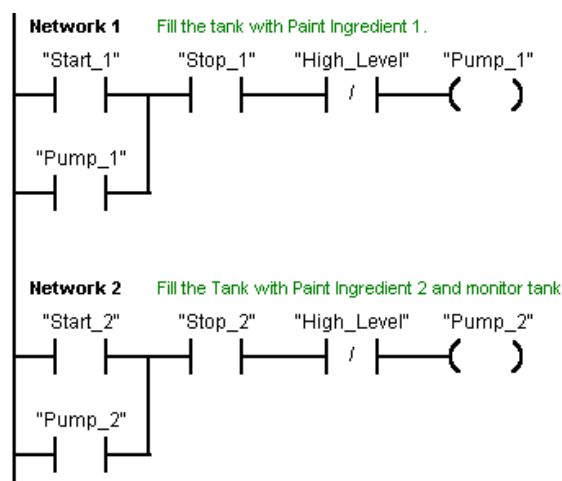 Network 1 Fill the tank with Paint Ingredient 1.
"Start_1" "Stop_1" "High_Level" "Pump_1"
/
"Pump_1"
Network 2 Fill the Tank with Paint Ingredient 2 and monitor tank
"Start_2" "Stop_2" "High_Level" "Pump_2"
/
"Pump_2"